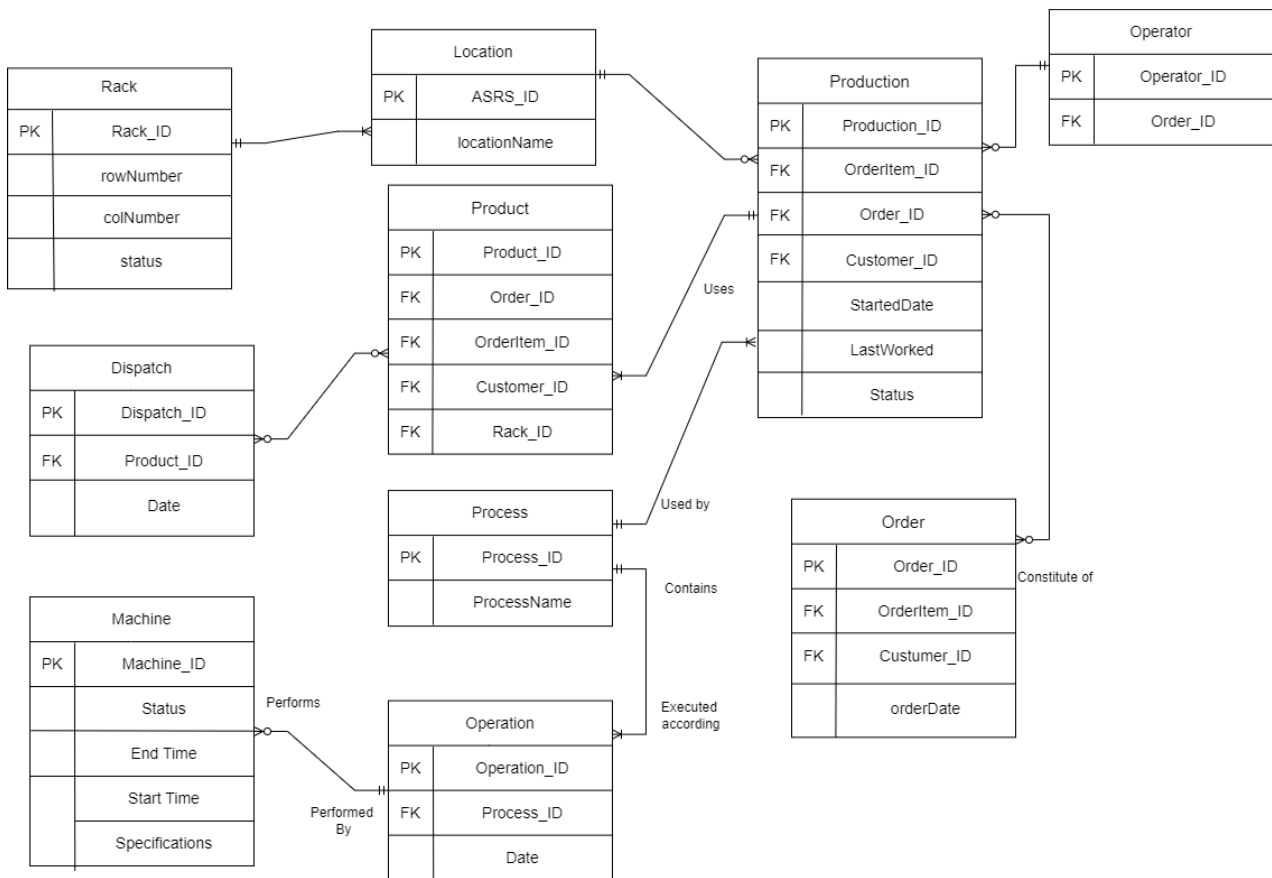 Rack
PK Rack_ID
rowNumber
colNumber
status
Location
PK ASRS_ID
locationName
Production
PK Production_ID
FK OrderItem_ID
FK Order_ID
FK Customer_ID
StartedDate
LastWorked
Status
Operator
PK Operator_ID
FK Order_ID
Product
PK Product_ID
FK Order_ID
FK OrderItem_ID
FK Customer_ID
FK Rack_ID
Uses
Dispatch
PK Dispatch_ID
FK Product_ID
Date
Process
PK Process_ID
ProcessName
Used by
Contains
Order
PK Order_ID
FK OrderItem_ID
FK Custumer_ID
orderDate
Constitute of
Machine
PK Machine_ID
Status
End Time
Start Time
Specifications
Performs
Performed
By
Operation
PK Operation_ID
FK Process_ID
Date
Executed
according